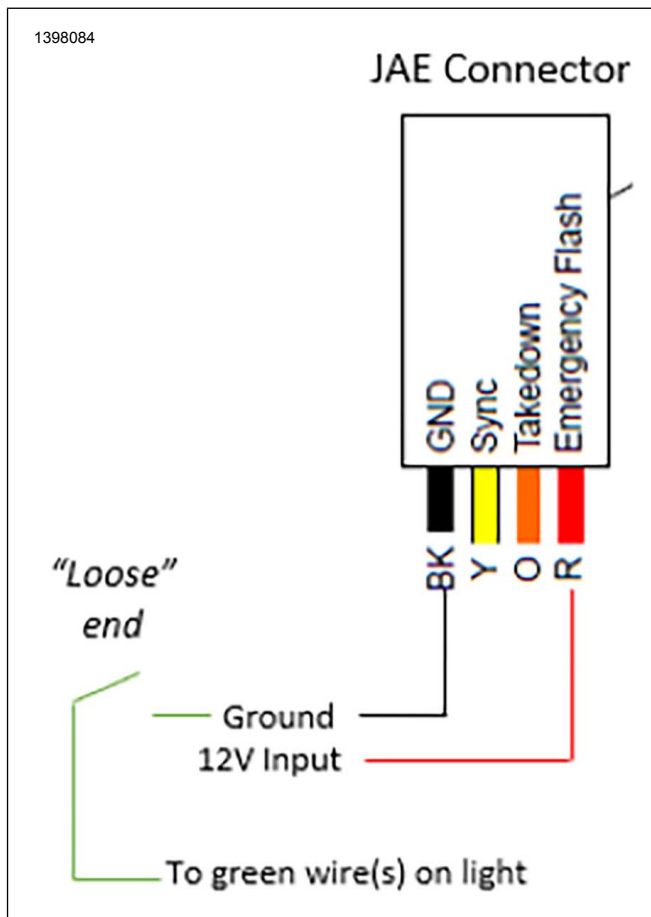 1398084
JAE Connector
GND
Sync
Takedown
Emergency Flash
BK
Y
O
R
“Loose”
end
Ground
12V Input
To green wire(s) on light